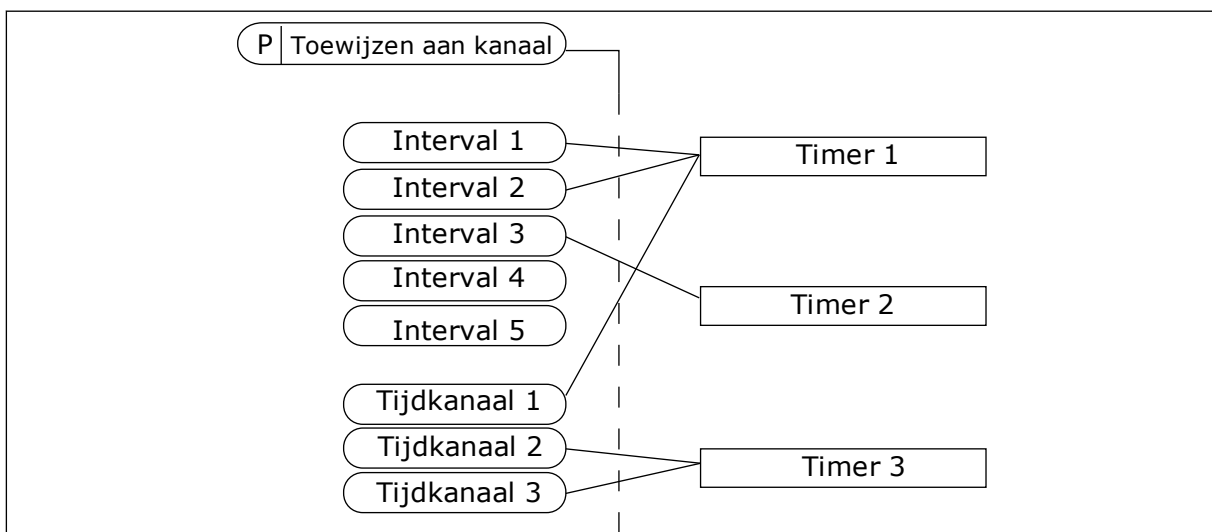 P Toewijzen aan kanaal
Interval 1
Interval 2
Interval 3
Interval 4
Interval 5
Tijdkanaal 1
Tijdkanaal 2
Tijdkanaal 3
Timer 1
Timer 2
Timer 3